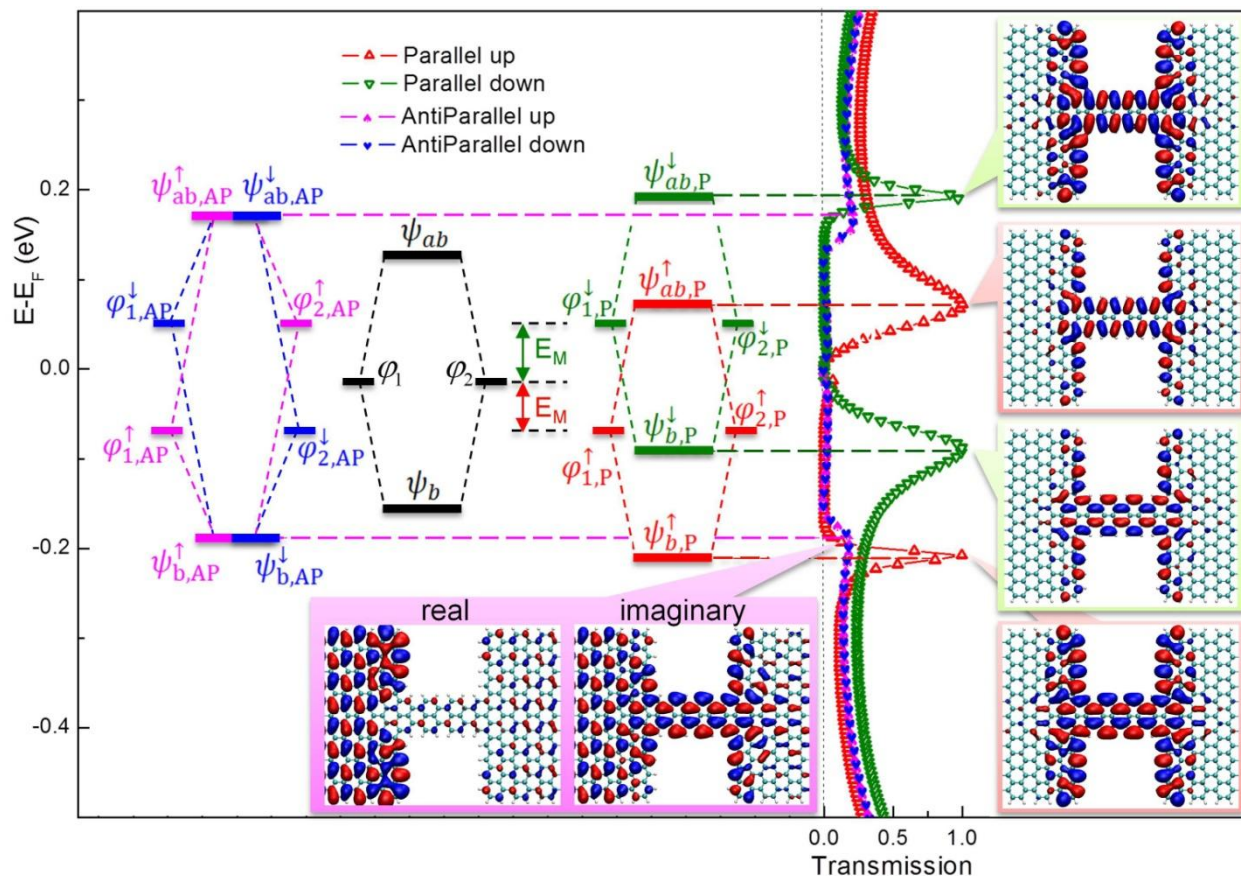 Parallel up
Parallel down
AntiParallel up
AntiParallel down
E-E_F (eV)
0.2
0.0
-0.2
-0.4
ψ↑ab,AP ψ↓ab,AP
φ↓1,AP
φ↑2,AP
φ↑1,AP
φ↓2,AP
ψ↑b,AP ψ↓b,AP
ψab
φ1 φ2
ψb
E_M
E_M
ψ↓ab,P
ψ↑ab,P
φ↓1,P
φ↓2,P
ψ↓b,P
φ↑1,P
φ↑2,P
ψ↑b,P
real imaginary
0.0 0.5 1.0
Transmission